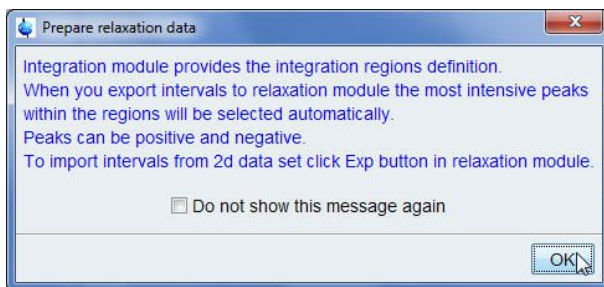 Prepare relaxation data
Integration module provides the integration regions definition.
When you export intervals to relaxation module the most intensive peaks
within the regions will be selected automatically.
Peaks can be positive and negative.
To import intervals from 2d data set click Exp button in relaxation module.
Do not show this message again
OK